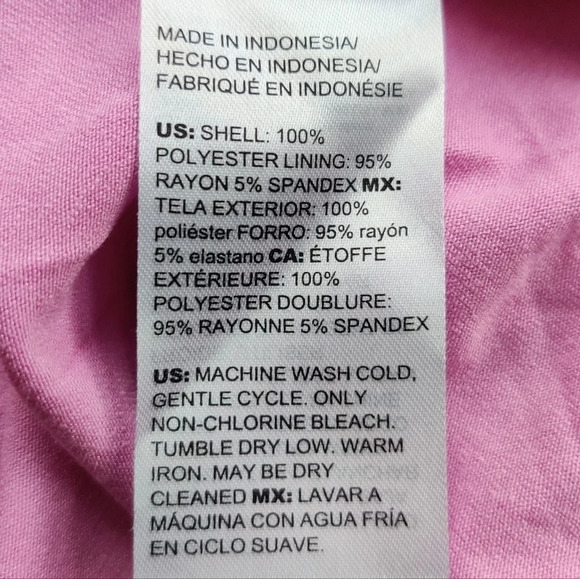 MADE IN INDONESIA/
HECHO EN INDONESIA/
FABRIQUÉ EN INDONÉSIE
US: SHELL: 100%
POLYESTER LINING: 95%
RAYON 5% SPANDEX MX:
TELA EXTERIOR: 100%
poliéster FORRO: 95% rayón
5% elastano CA: ÉTOFFE
EXTÉRIEURE: 100%
POLYESTER DOUBLURE:
95% RAYONNE 5% SPANDEX
US: MACHINE WASH COLD,
GENTLE CYCLE. ONLY
NON-CHLORINE BLEACH.
TUMBLE DRY LOW. WARM
IRON. MAY BE DRY
CLEANED MX: LAVAR A
MÁQUINA CON AGUA FRÍA
EN CICLO SUAVE.